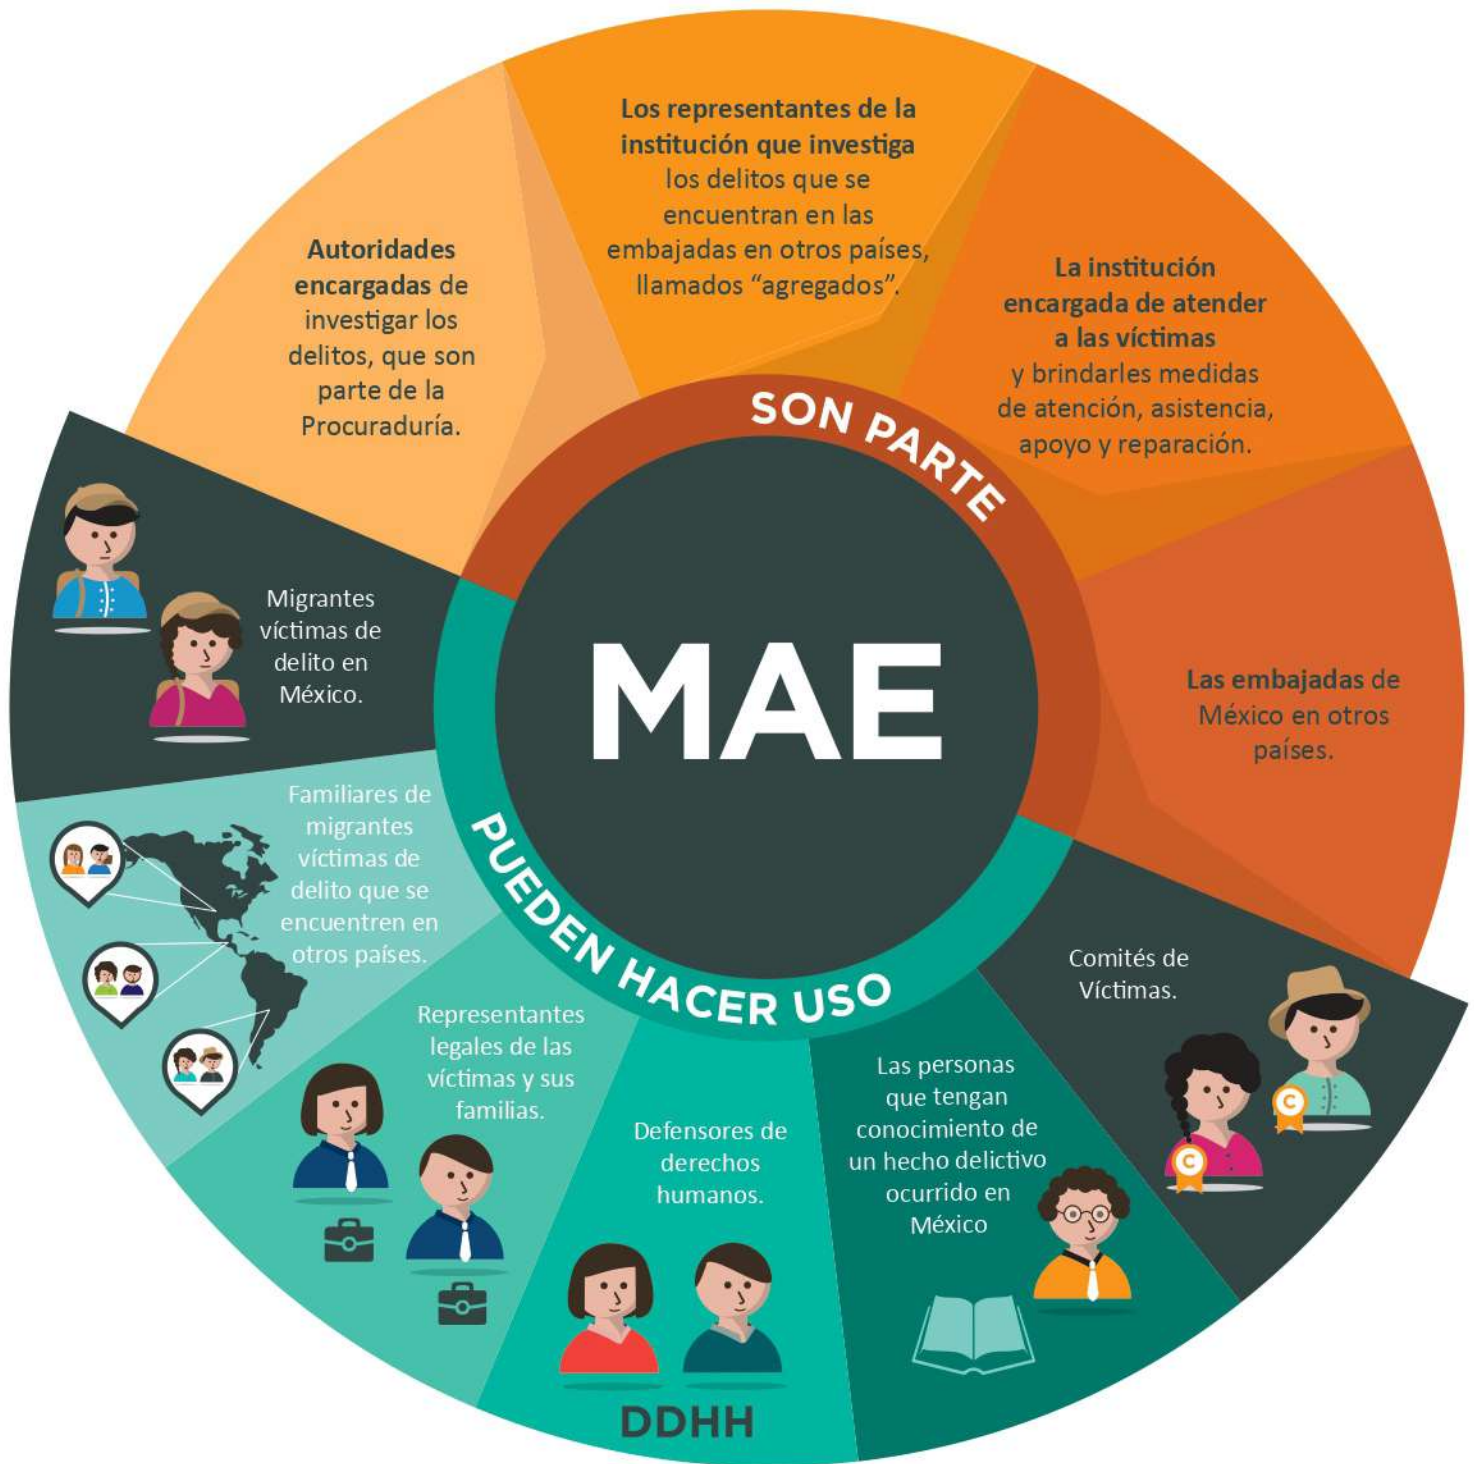 Los representantes de la
institución que investiga
los delitos que se
encuentran en las
embajadas en otros países,
llamados “agregados”.
Autoridades
encargadas de
investigar los
delitos, que son
parte de la
Procuraduría.
La institución
encargada de atender
a las víctimas
y brindarles medidas
de atención, asistencia,
apoyo y reparación.
Las embajadas de
México en otros
países.
SON PARTE
MAE
PUEDEN HACER USO
Migrantes
víctimas de
delito en
México.
Familiares de
migrantes
víctimas de
delito que se
encuentren en
otros países.
Representantes
legales de las
víctimas y sus
familias.
Defensores de
derechos
humanos.
DDHH
Las personas
que tengan
conocimiento de
un hecho delictivo
ocurrido en
México
Comités de
Víctimas.
C
C